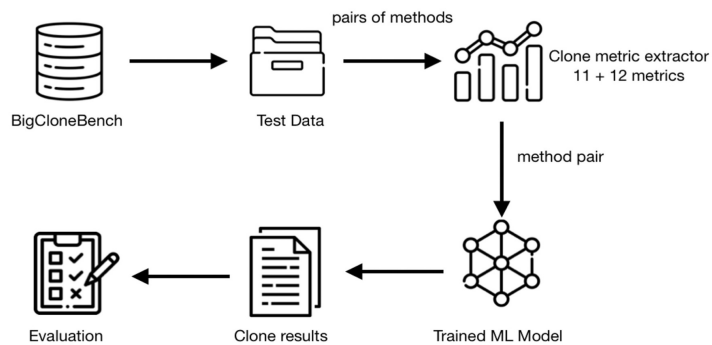 pairs of methods
BigCloneBench
Test Data
Clone metric extractor
11 + 12 metrics
method pair
Trained ML Model
Clone results
Evaluation